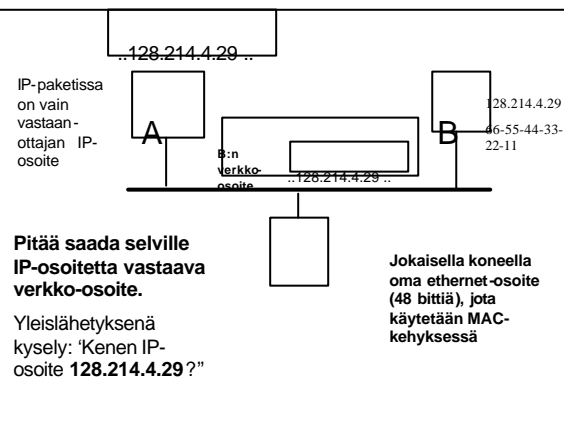 ..128.214.4.29 ..
IP-paketissa
on vain
vastaan-
ottajan IP-
osoite
A
B
128.214.4.29
66-55-44-33-
22-11
B:n
verkko-
osoite
..128.214.4.29 ..
Pitää saada selville
IP-osoitetta vastaava
verkko-osoite.
Yleislähetyksenä
kysely: ‘Kenen IP-
osoite 128.214.4.29?”
Jokaisella koneella
oma ethernet-osoite
(48 bittiä), jota
käytetään MAC-
kehyksessä